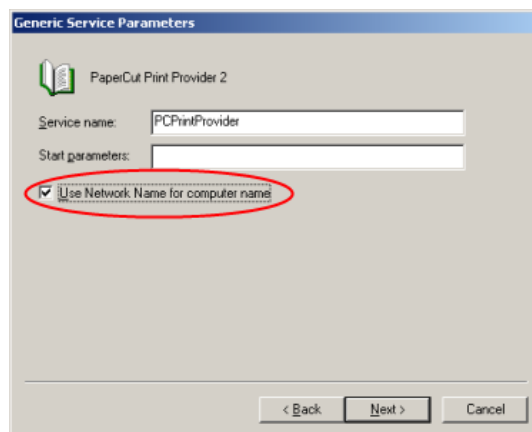 Generic Service Parameters
PaperCut Print Provider 2
Service name: PCPrintProvider
Start parameters:
Use Network Name for computer name
< Back Next > Cancel